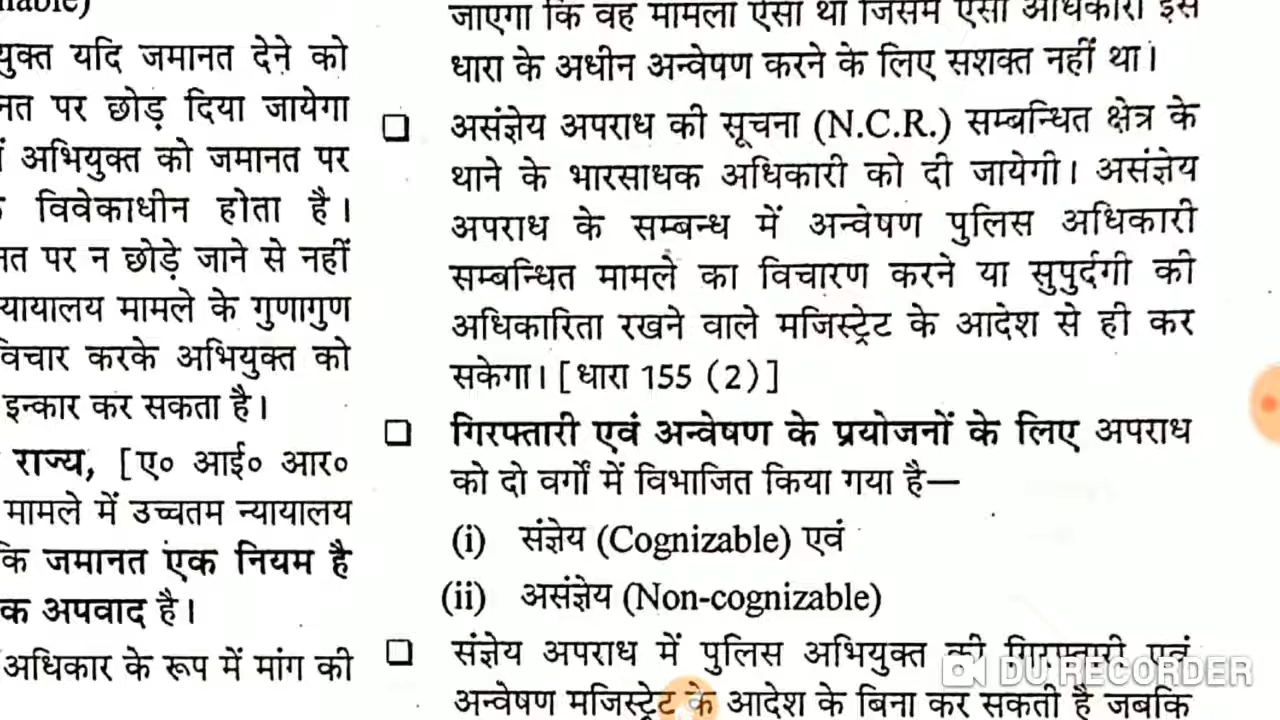 यदि जमानत देने को
पर छोड़ दिया जायेगा
अभियुक्त को जमानत पर
विवेकाधीन होता है।
पर न छोड़े जाने से नहीं
मामले के गुणागुण
करके अभियुक्त को
इन्कार कर सकता है।
राज्य, [ए० आई० आर०
मामले में उच्चतम न्यायालय
कि जमानत एक नियम है
अपवाद है।
अधिकार के रूप में मांग की
जाएगा कि वह मामला ऐसा था जिसमें ऐसा अधिकारी इस
धारा के अधीन अन्वेषण करने के लिए सशक्त नहीं था।
❑ असंज्ञेय अपराध की सूचना (N.C.R.) सम्बन्धित क्षेत्र के
थाने के भारसाधक अधिकारी को दी जायेगी। असंज्ञेय
अपराध के सम्बन्ध में अन्वेषण पुलिस अधिकारी
सम्बन्धित मामले का विचारण करने या सुपुर्दगी की
अधिकारिता रखने वाले मजिस्ट्रेट के आदेश से ही कर
सकेगा। [धारा 155 (2)]
❑ गिरफ्तारी एवं अन्वेषण के प्रयोजनों के लिए अपराध
को दो वर्गों में विभाजित किया गया है—
(i) संज्ञेय (Cognizable) एवं
(ii) असंज्ञेय (Non-cognizable)
❑ संज्ञेय अपराध में पुलिस अभियुक्त की गिरफ्तारी एवं
अन्वेषण मजिस्ट्रेट के आदेश के बिना कर सकती है जबकि
DU RECORDER